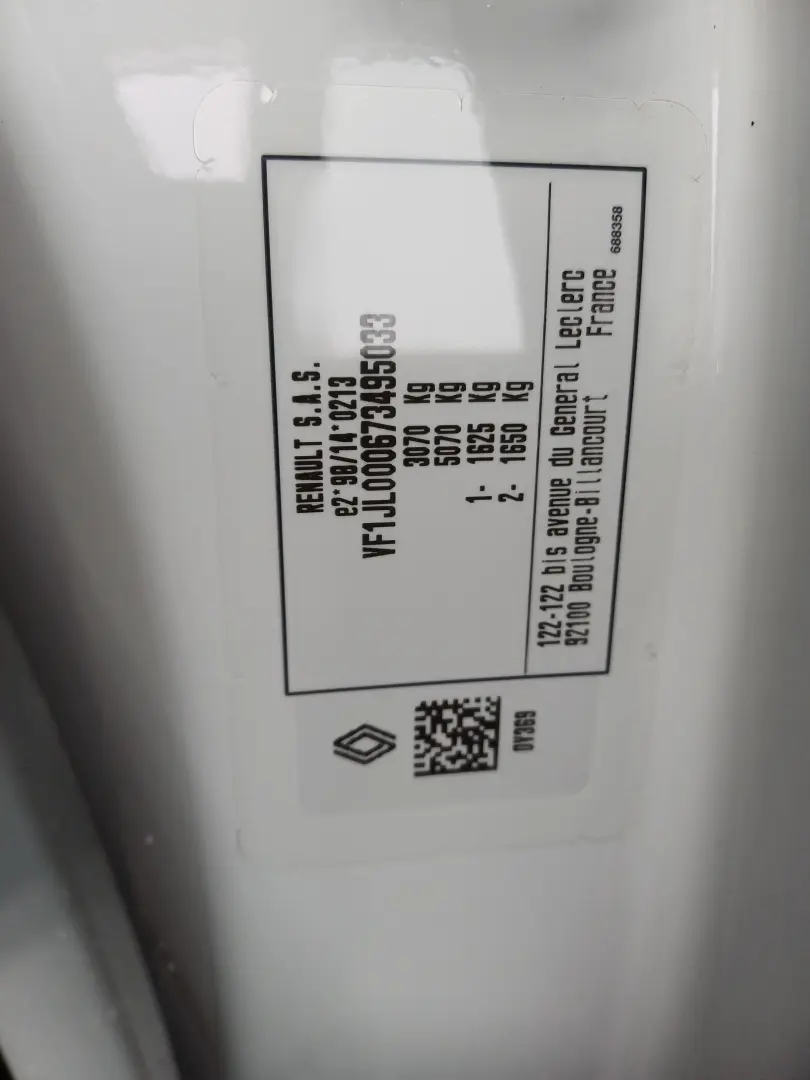 RENAULT S.A.S.
e2*98/14*0213
VF1JL000673495033
3070 Kg
5070 Kg
1- 1625 Kg
2- 1650 Kg
122-122 bis avenue du General Leclerc
92100 Boulogne-Billancourt France
688358
DY369